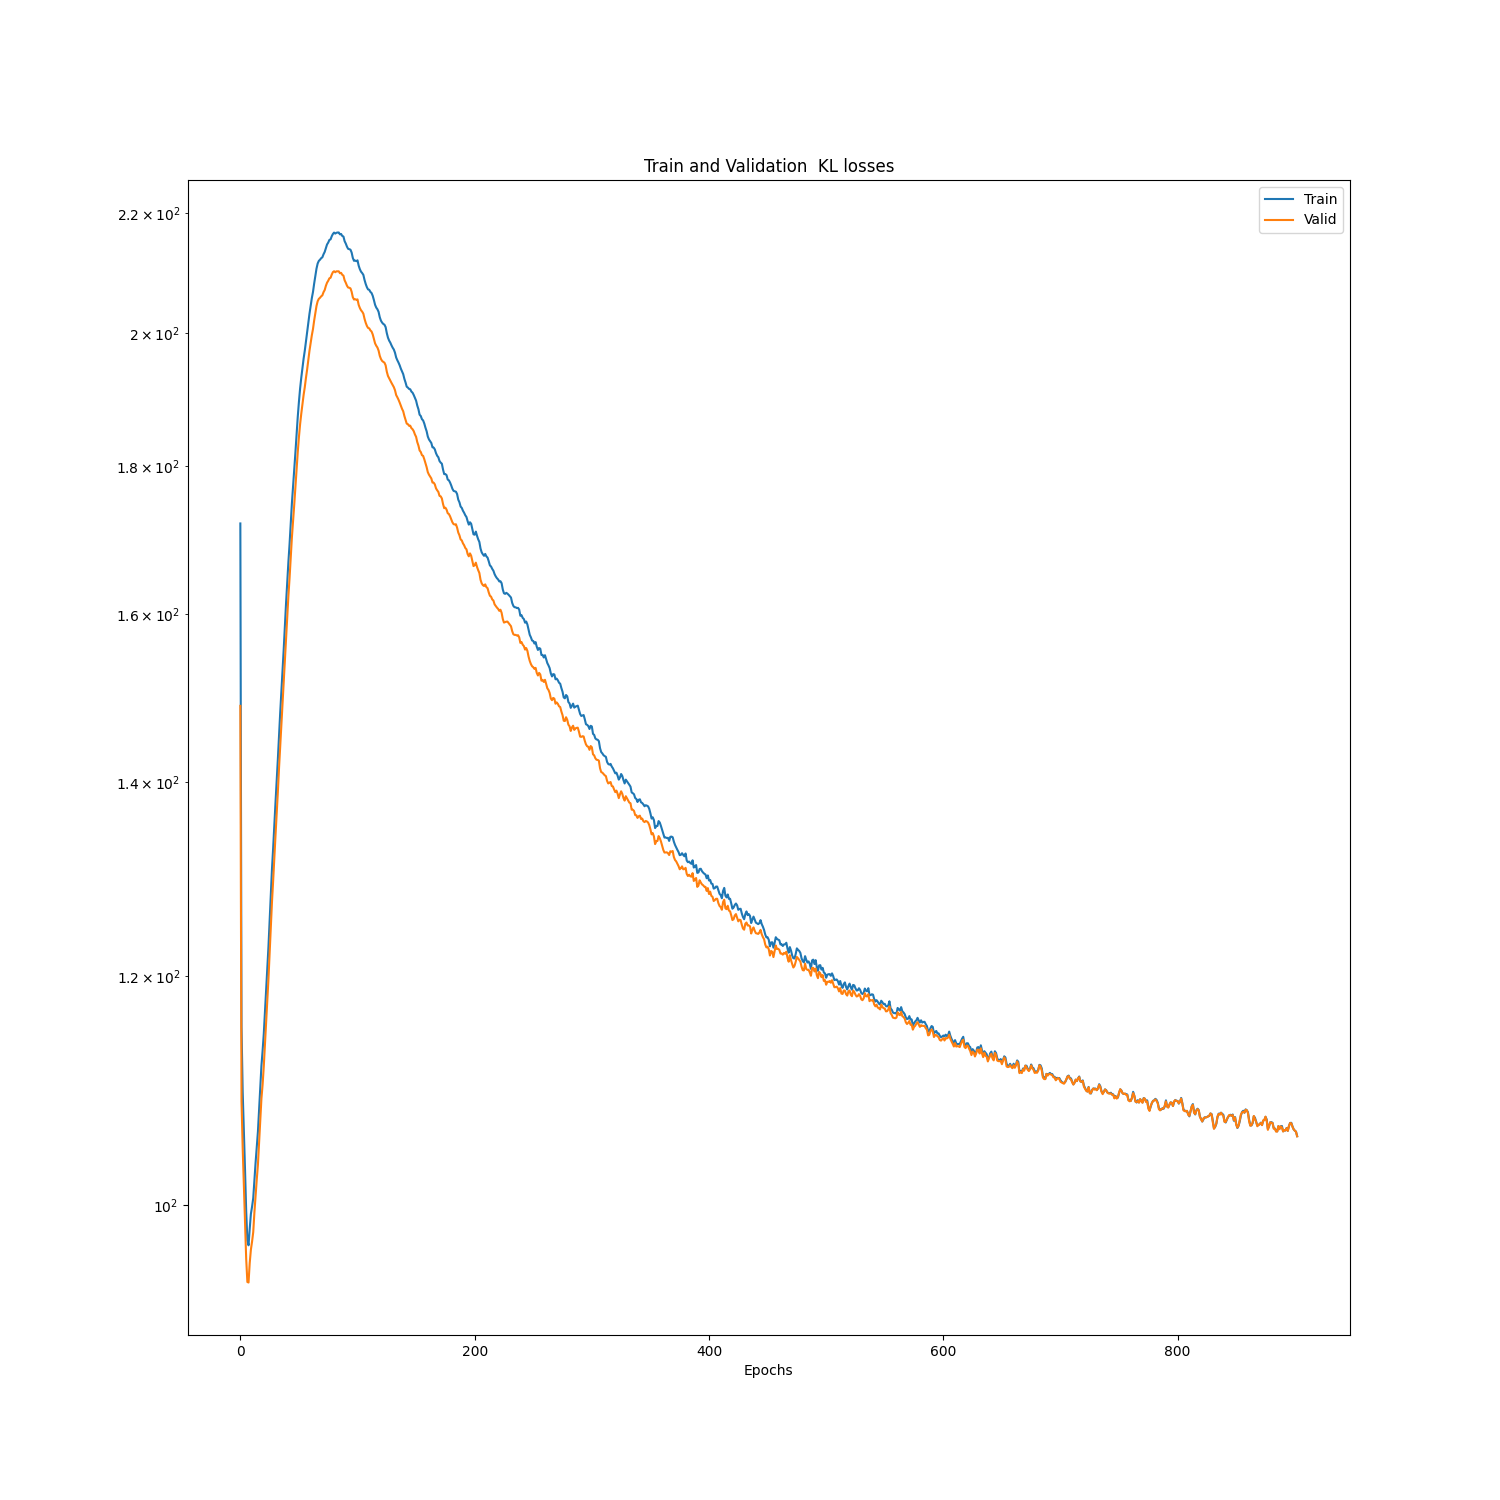 Train and Validation  KL losses
Train
Valid
2.2 × 10²
2 × 10²
1.8 × 10²
1.6 × 10²
1.4 × 10²
1.2 × 10²
10²
0 200 400 600 800
Epochs